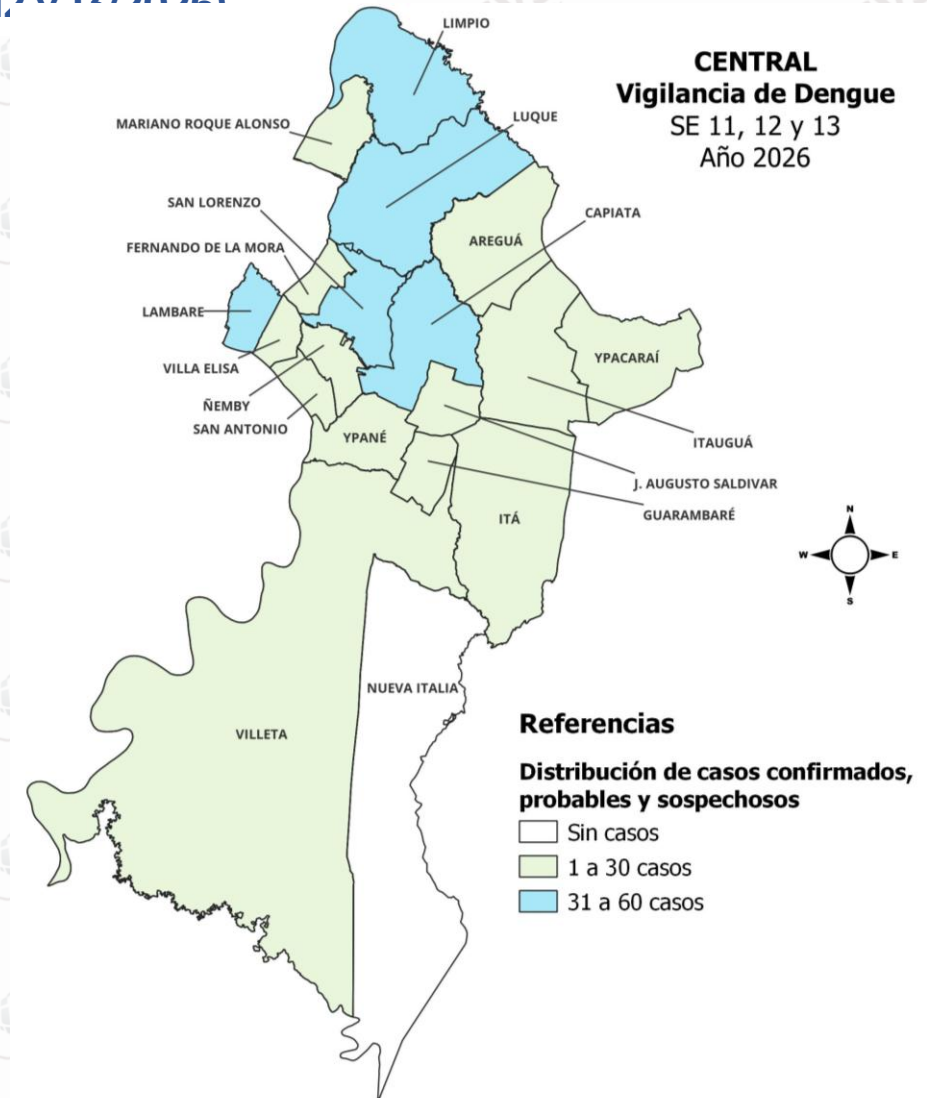 LIMPIO
CENTRAL
Vigilancia de Dengue
SE 11, 12 y 13
Año 2026
MARIANO ROQUE ALONSO
LUQUE
SAN LORENZO
CAPIATA
FERNANDO DE LA MORA
AREGUÁ
LAMBARE
YPACARAÍ
VILLA ELISA
ÑEMBY
SAN ANTONIO
YPANÉ
ITAUGUÁ
J. AUGUSTO SALDIVAR
GUARAMBARÉ
ITÁ
N
W
E
S
NUEVA ITALIA
VILLETA
Referencias
Distribución de casos confirmados,
probables y sospechosos
Sin casos
1 a 30 casos
31 a 60 casos